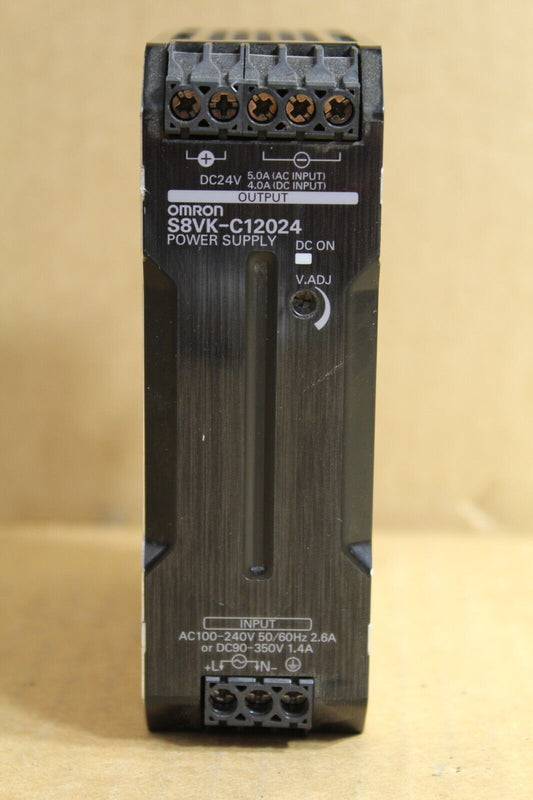 + −
DC24V 5.0A (AC INPUT)
4.0A (DC INPUT)
OUTPUT
OMRON
S8VK-C12024
POWER SUPPLY
DC ON
V.ADJ
INPUT
AC100-240V 50/60Hz 2.6A
or DC90-350V 1.4A
+L N-